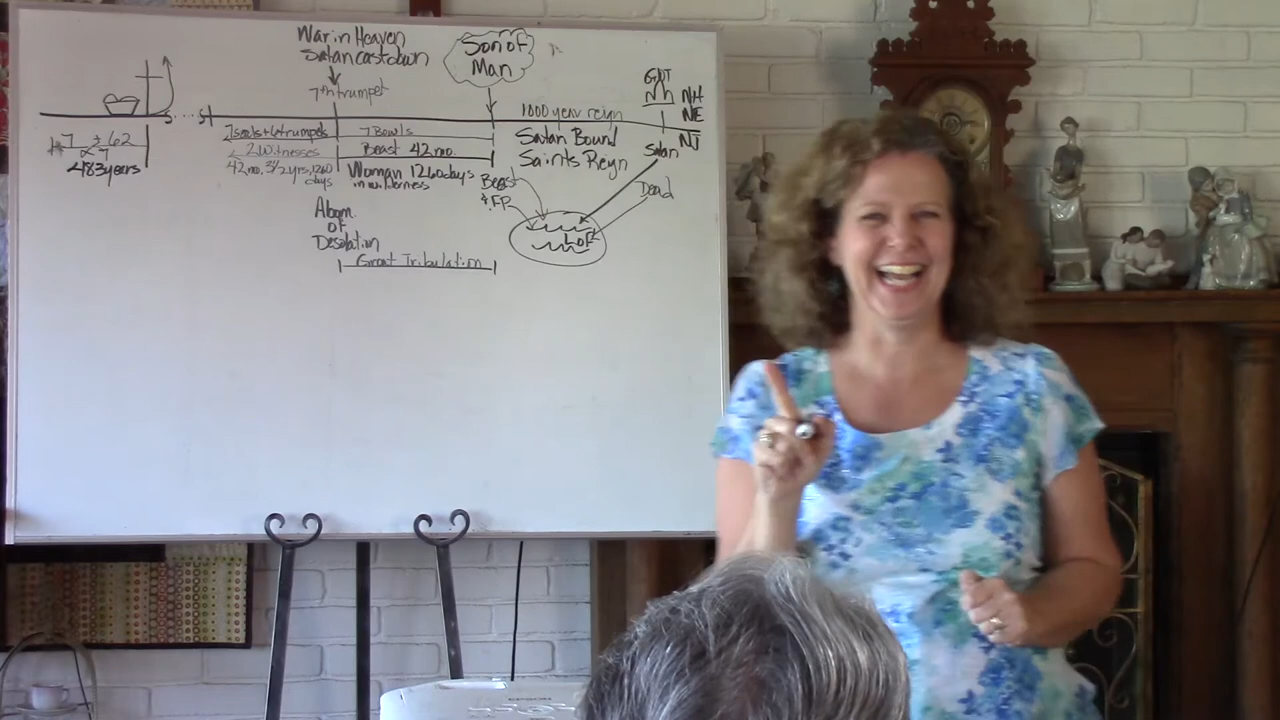 War in Heaven
Satan cast down
7th trumpet
Son of
Man
GWT
NH
NE
NJ
S S
1000 year reign
7 seals + 6 trumpets
7 Bowls
Satan Bound
7 + 62
2 Witnesses
Beast 42 mo.
Saints Reign
Satan
483 years
42 mo, 3 1/2 yrs, 1260
days
Woman 1260 days
in wilderness
Beast
& FP
Dead
Abom.
of
Desolation
LoF
Great Tribulation